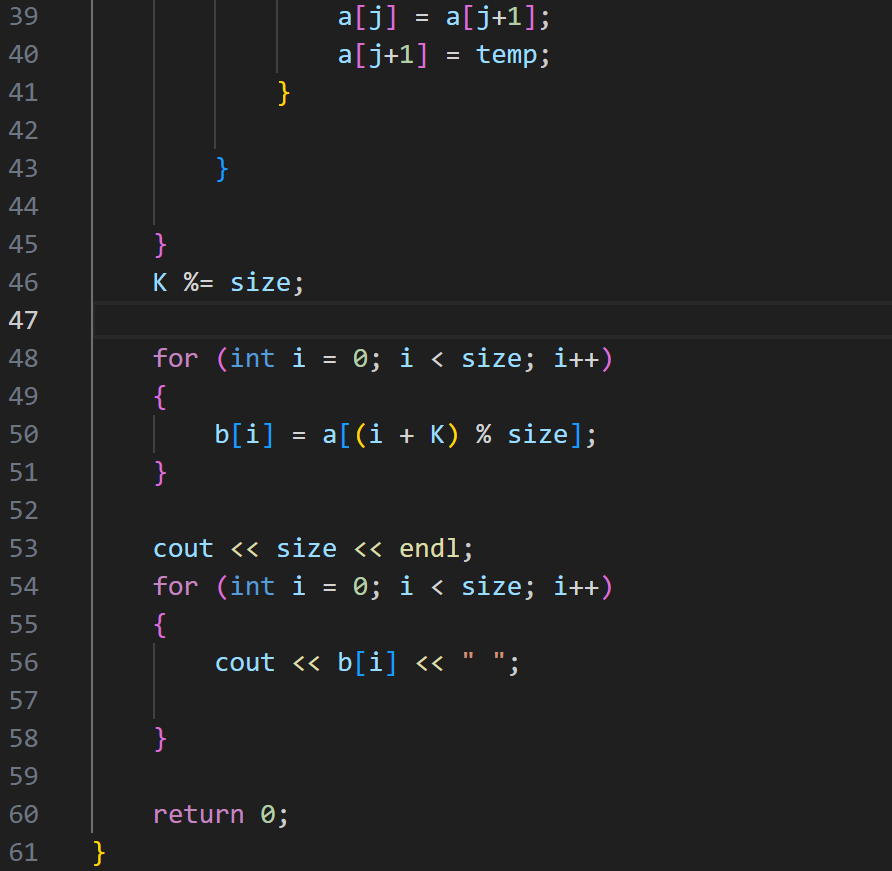 39 a[j] = a[j+1];
40 a[j+1] = temp;
41 }
42
43 }
44
45 }
46 K %= size;
47
48 for (int i = 0; i < size; i++)
49 {
50 b[i] = a[(i + K) % size];
51 }
52
53 cout << size << endl;
54 for (int i = 0; i < size; i++)
55 {
56 cout << b[i] << " ";
57
58 }
59
60 return 0;
61 }